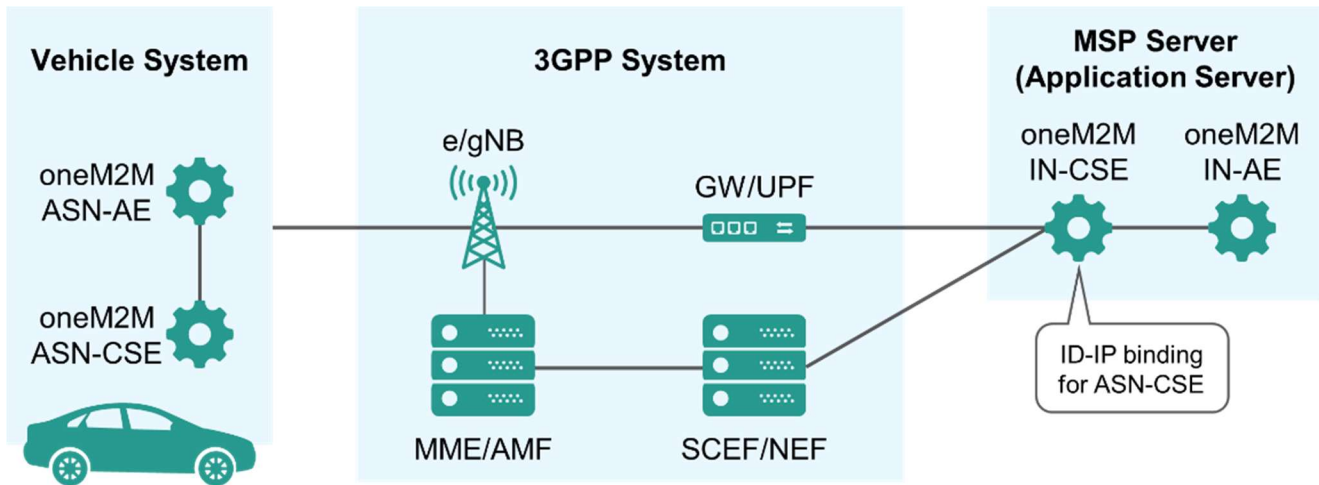 Vehicle System
oneM2M
ASN-AE
oneM2M
ASN-CSE
3GPP System
e/gNB
GW/UPF
MME/AMF
SCEF/NEF
MSP Server
(Application Server)
oneM2M
IN-CSE
oneM2M
IN-AE
ID-IP binding
for ASN-CSE